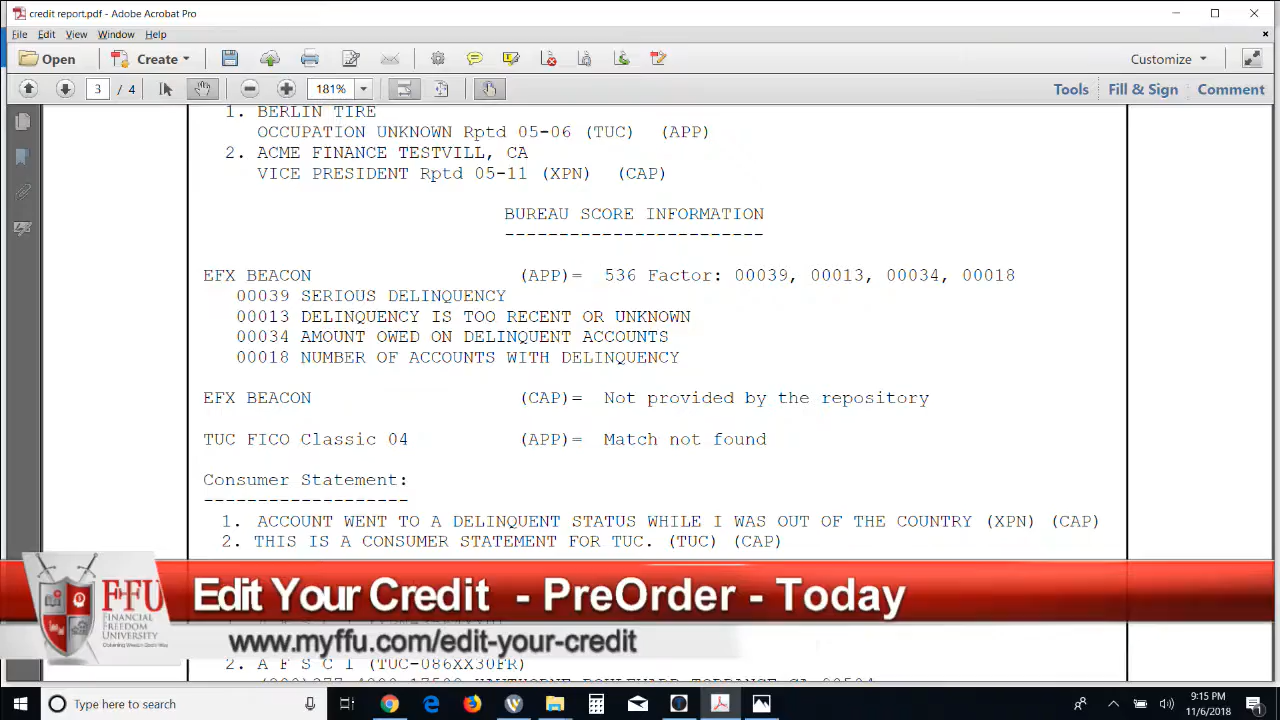 credit report.pdf - Adobe Acrobat Pro
File Edit View Window Help
Open Create Customize
3 / 4 181% Tools Fill & Sign Comment
1. BERLIN TIRE
OCCUPATION UNKNOWN Rptd 05-06 (TUC) (APP)
2. ACME FINANCE TESTVILL, CA
VICE PRESIDENT Rptd 05-11 (XPN) (CAP)
BUREAU SCORE INFORMATION
------------------------
EFX BEACON (APP)= 536 Factor: 00039, 00013, 00034, 00018
00039 SERIOUS DELINQUENCY
00013 DELINQUENCY IS TOO RECENT OR UNKNOWN
00034 AMOUNT OWED ON DELINQUENT ACCOUNTS
00018 NUMBER OF ACCOUNTS WITH DELINQUENCY
EFX BEACON (CAP)= Not provided by the repository
TUC FICO Classic 04 (APP)= Match not found
Consumer Statement:
-------------------
1. ACCOUNT WENT TO A DELINQUENT STATUS WHILE I WAS OUT OF THE COUNTRY (XPN) (CAP)
2. THIS IS A CONSUMER STATEMENT FOR TUC. (TUC) (CAP)
FFU
FINANCIAL
FREEDOM
UNIVERSITY
Edit Your Credit - PreOrder - Today
www.myffu.com/edit-your-credit
2. A F S C I (TUC-086XX30FR)
Type here to search
9:15 PM
11/6/2018